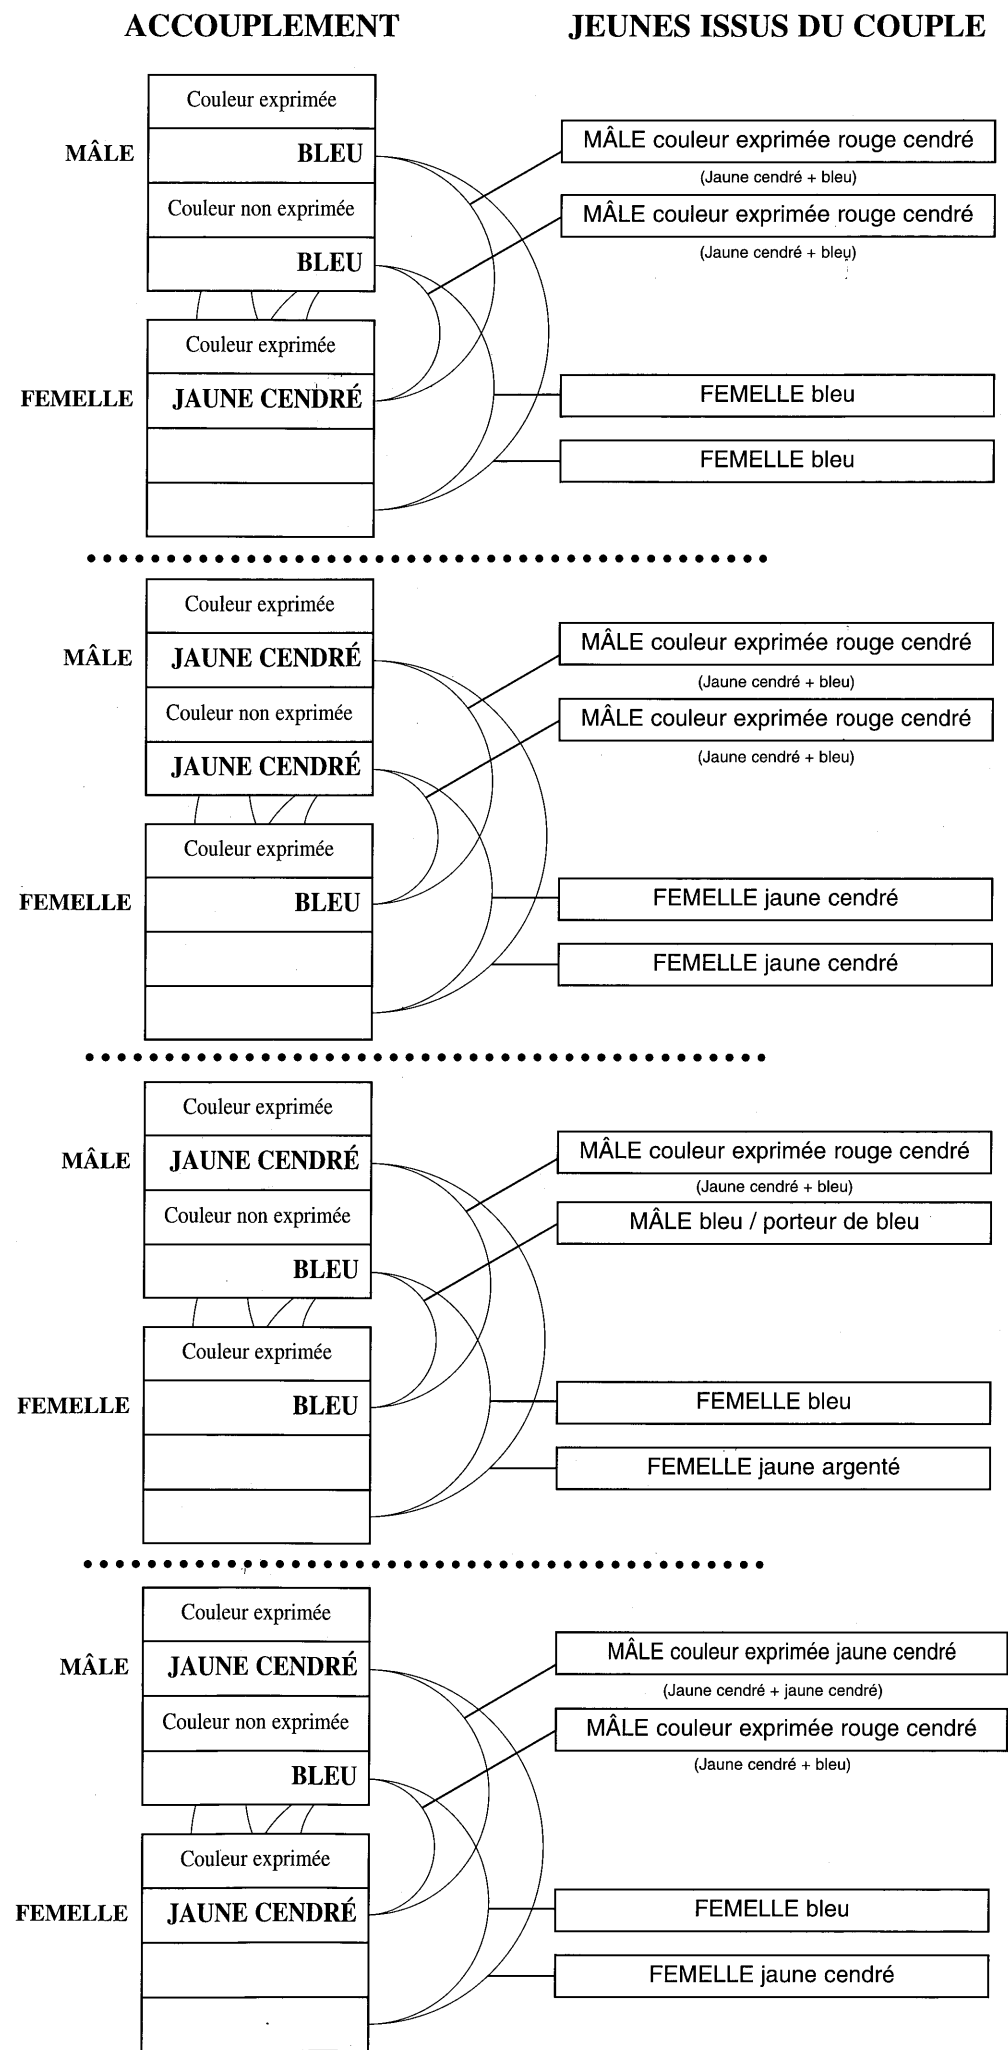 ACCOUPLEMENT
JEUNES ISSUS DU COUPLE
Couleur exprimée
MÂLE
BLEU
Couleur non exprimée
BLEU
Couleur exprimée
FEMELLE
JAUNE CENDRÉ
MÂLE couleur exprimée rouge cendré
(Jaune cendré + bleu)
MÂLE couleur exprimée rouge cendré
(Jaune cendré + bleu)
FEMELLE bleu
FEMELLE bleu
Couleur exprimée
MÂLE
JAUNE CENDRÉ
Couleur non exprimée
JAUNE CENDRÉ
Couleur exprimée
FEMELLE
BLEU
MÂLE couleur exprimée rouge cendré
(Jaune cendré + bleu)
MÂLE couleur exprimée rouge cendré
(Jaune cendré + bleu)
FEMELLE jaune cendré
FEMELLE jaune cendré
Couleur exprimée
MÂLE
JAUNE CENDRÉ
Couleur non exprimée
BLEU
Couleur exprimée
FEMELLE
BLEU
MÂLE couleur exprimée rouge cendré
(Jaune cendré + bleu)
MÂLE bleu / porteur de bleu
FEMELLE bleu
FEMELLE jaune argenté
Couleur exprimée
MÂLE
JAUNE CENDRÉ
Couleur non exprimée
BLEU
Couleur exprimée
FEMELLE
JAUNE CENDRÉ
MÂLE couleur exprimée jaune cendré
(Jaune cendré + jaune cendré)
MÂLE couleur exprimée rouge cendré
(Jaune cendré + bleu)
FEMELLE bleu
FEMELLE jaune cendré